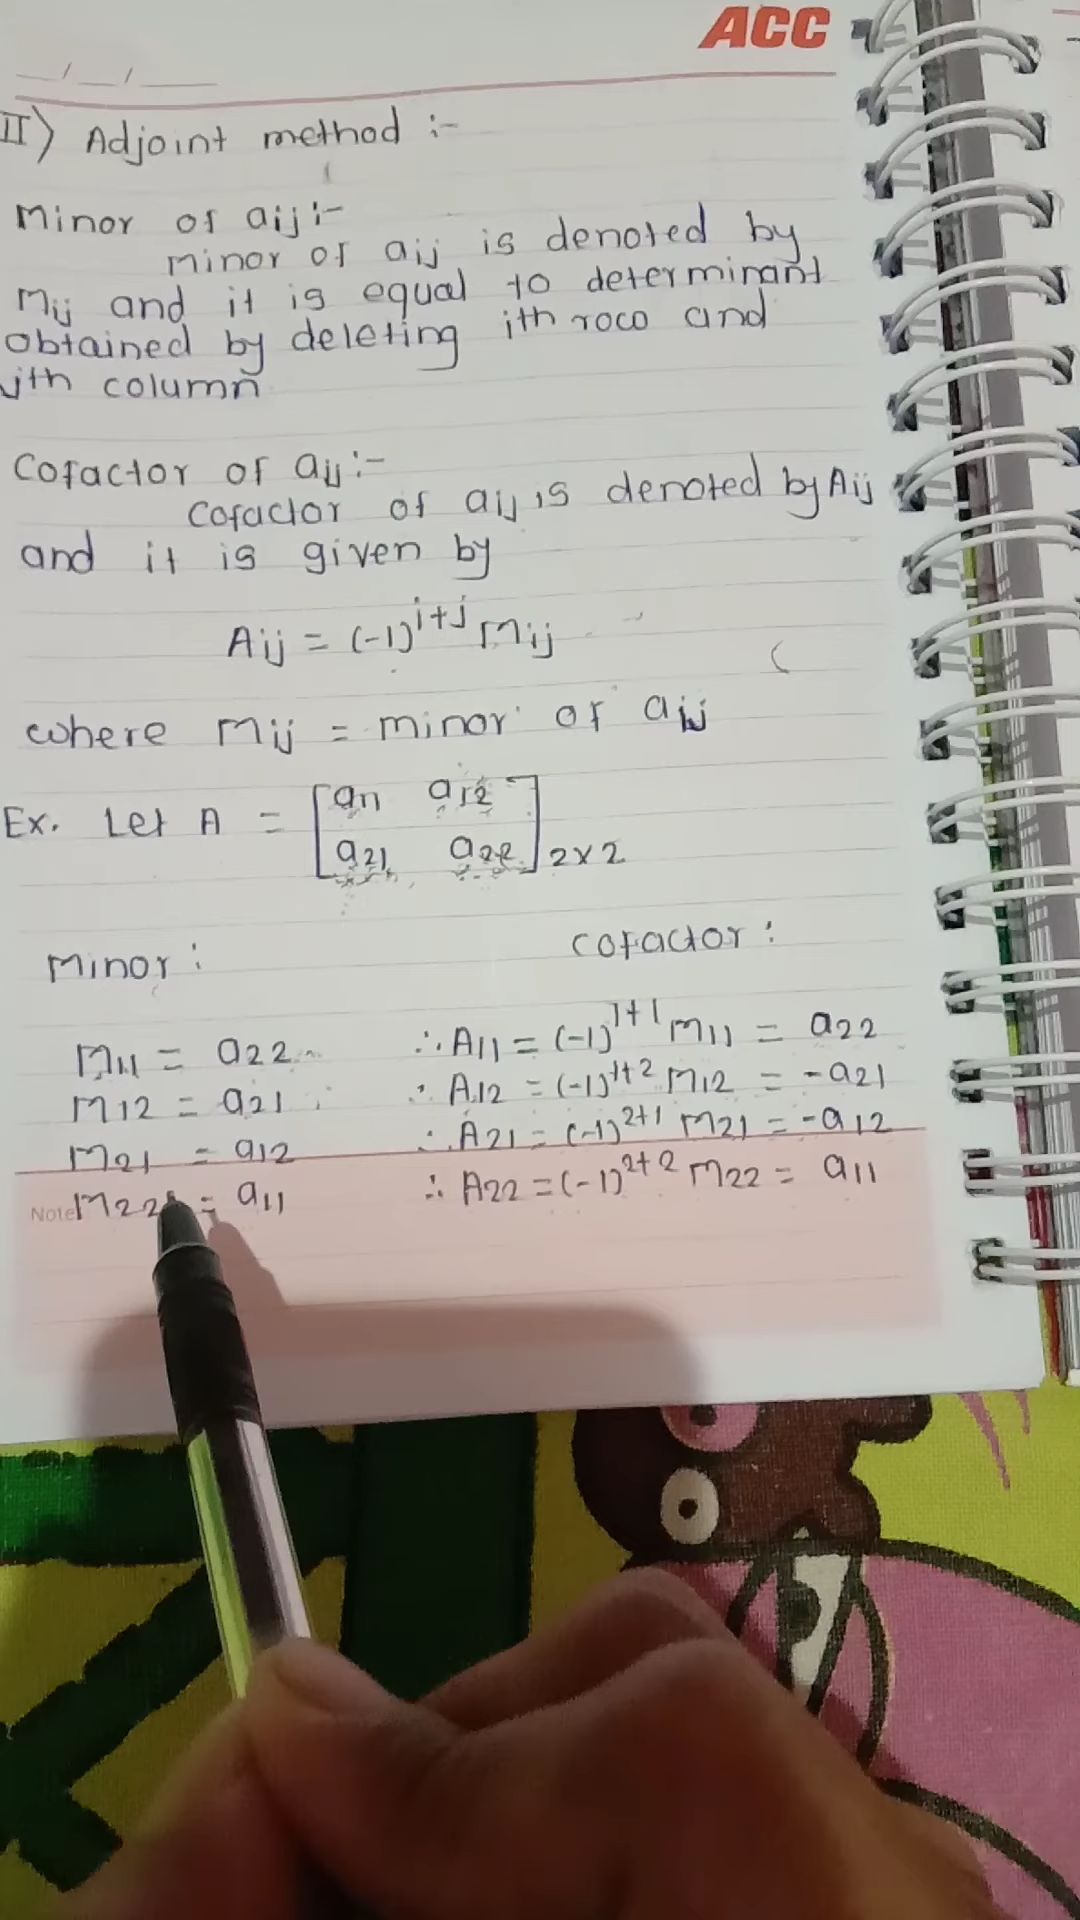 ACC
__/__/____
II) Adjoint method :-
Minor of aij :-
Minor of aij is denoted by
Mij and it is equal to determinant
obtained by deleting ith row and
jth column
Cofactor of aij :-
Cofactor of aij is denoted by Aij
and it is given by
Aij = (-1)^i+j Mij
where Mij = minor of aij
Ex. Let A = [a11 a12
a21 a22] 2x2
Minor : Cofactor :
M11 = a22 ∴ A11 = (-1)^1+1 M11 = a22
M12 = a21 ∴ A12 = (-1)^1+2 M12 = -a21
M21 = a12 ∴ A21 = (-1)^2+1 M21 = -a12
Note M22 = a11 ∴ A22 = (-1)^2+2 M22 = a11